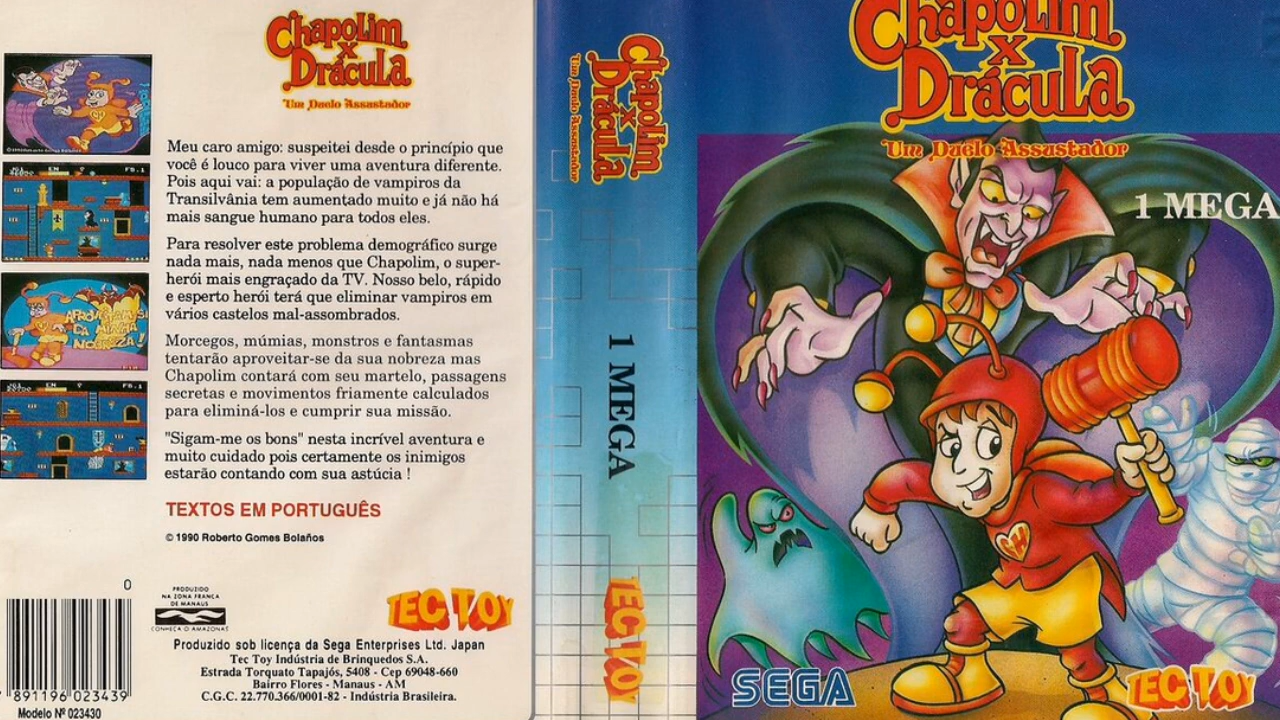 Chapolim
X
Drácula
Um Duelo Assustador
Meu caro amigo: suspeitei desde o princípio que
você é louco para viver uma aventura diferente.
Pois aqui vai: a população de vampiros da
Transilvânia tem aumentado muito e já não há
mais sangue humano para todos eles.
Para resolver este problema demográfico surge
nada mais, nada menos que Chapolim, o super-
herói mais engraçado da TV. Nosso belo, rápido
e esperto herói terá que eliminar vampiros em
vários castelos mal-assombrados.
Morcegos, múmias, monstros e fantasmas
tentarão aproveitar-se da sua nobreza mas
Chapolim contará com seu martelo, passagens
secretas e movimentos friamente calculados
para eliminá-los e cumprir sua missão.
"Sigam-me os bons" nesta incrível aventura e
muito cuidado pois certamente os inimigos
estarão contando com sua astúcia !
TEXTOS EM PORTUGUÊS
© 1990 Roberto Gomes Bolaños
APROVEITAM-SE
DA MINHA
NOBREZA!
0
7 891196 023439
Modelo Nº 023430
PRODUZIDO
NA ZONA FRANCA
DE MANAUS
CONHEÇA O AMAZONAS
TEC TOY
Produzido sob licença da Sega Enterprises Ltd. Japan
Tec Toy Indústria de Brinquedos S.A.
Estrada Torquato Tapajós, 5408 - Cep 69048-660
Bairro Flores - Manaus - AM
C.G.C. 22.770.366/0001-82 - Indústria Brasileira.
Chapolim
X
Drácula
Um Duelo Assustador
1 MEGA
TEC TOY
Chapolim
X
Drácula
Um Duelo Assustador
1 MEGA
CH
SEGA
TEC TOY